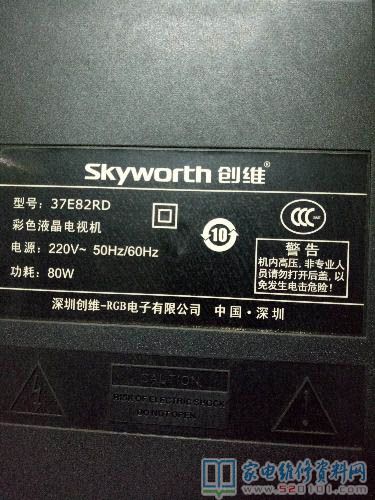 Skyworth 创维®
型号：37E82RD
彩色液晶电视机
电源：220V~ 50Hz/60Hz
功耗：80W
10
CCC
警告
机内高压，非专业人
员请勿打开后盖，以
免发生电击危险！
深圳创维-RGB电子有限公司 中国·深圳
CAUTION
RISK OF ELECTRIC SHOCK
DO NOT OPEN
家电维修资料网
www.520101.com